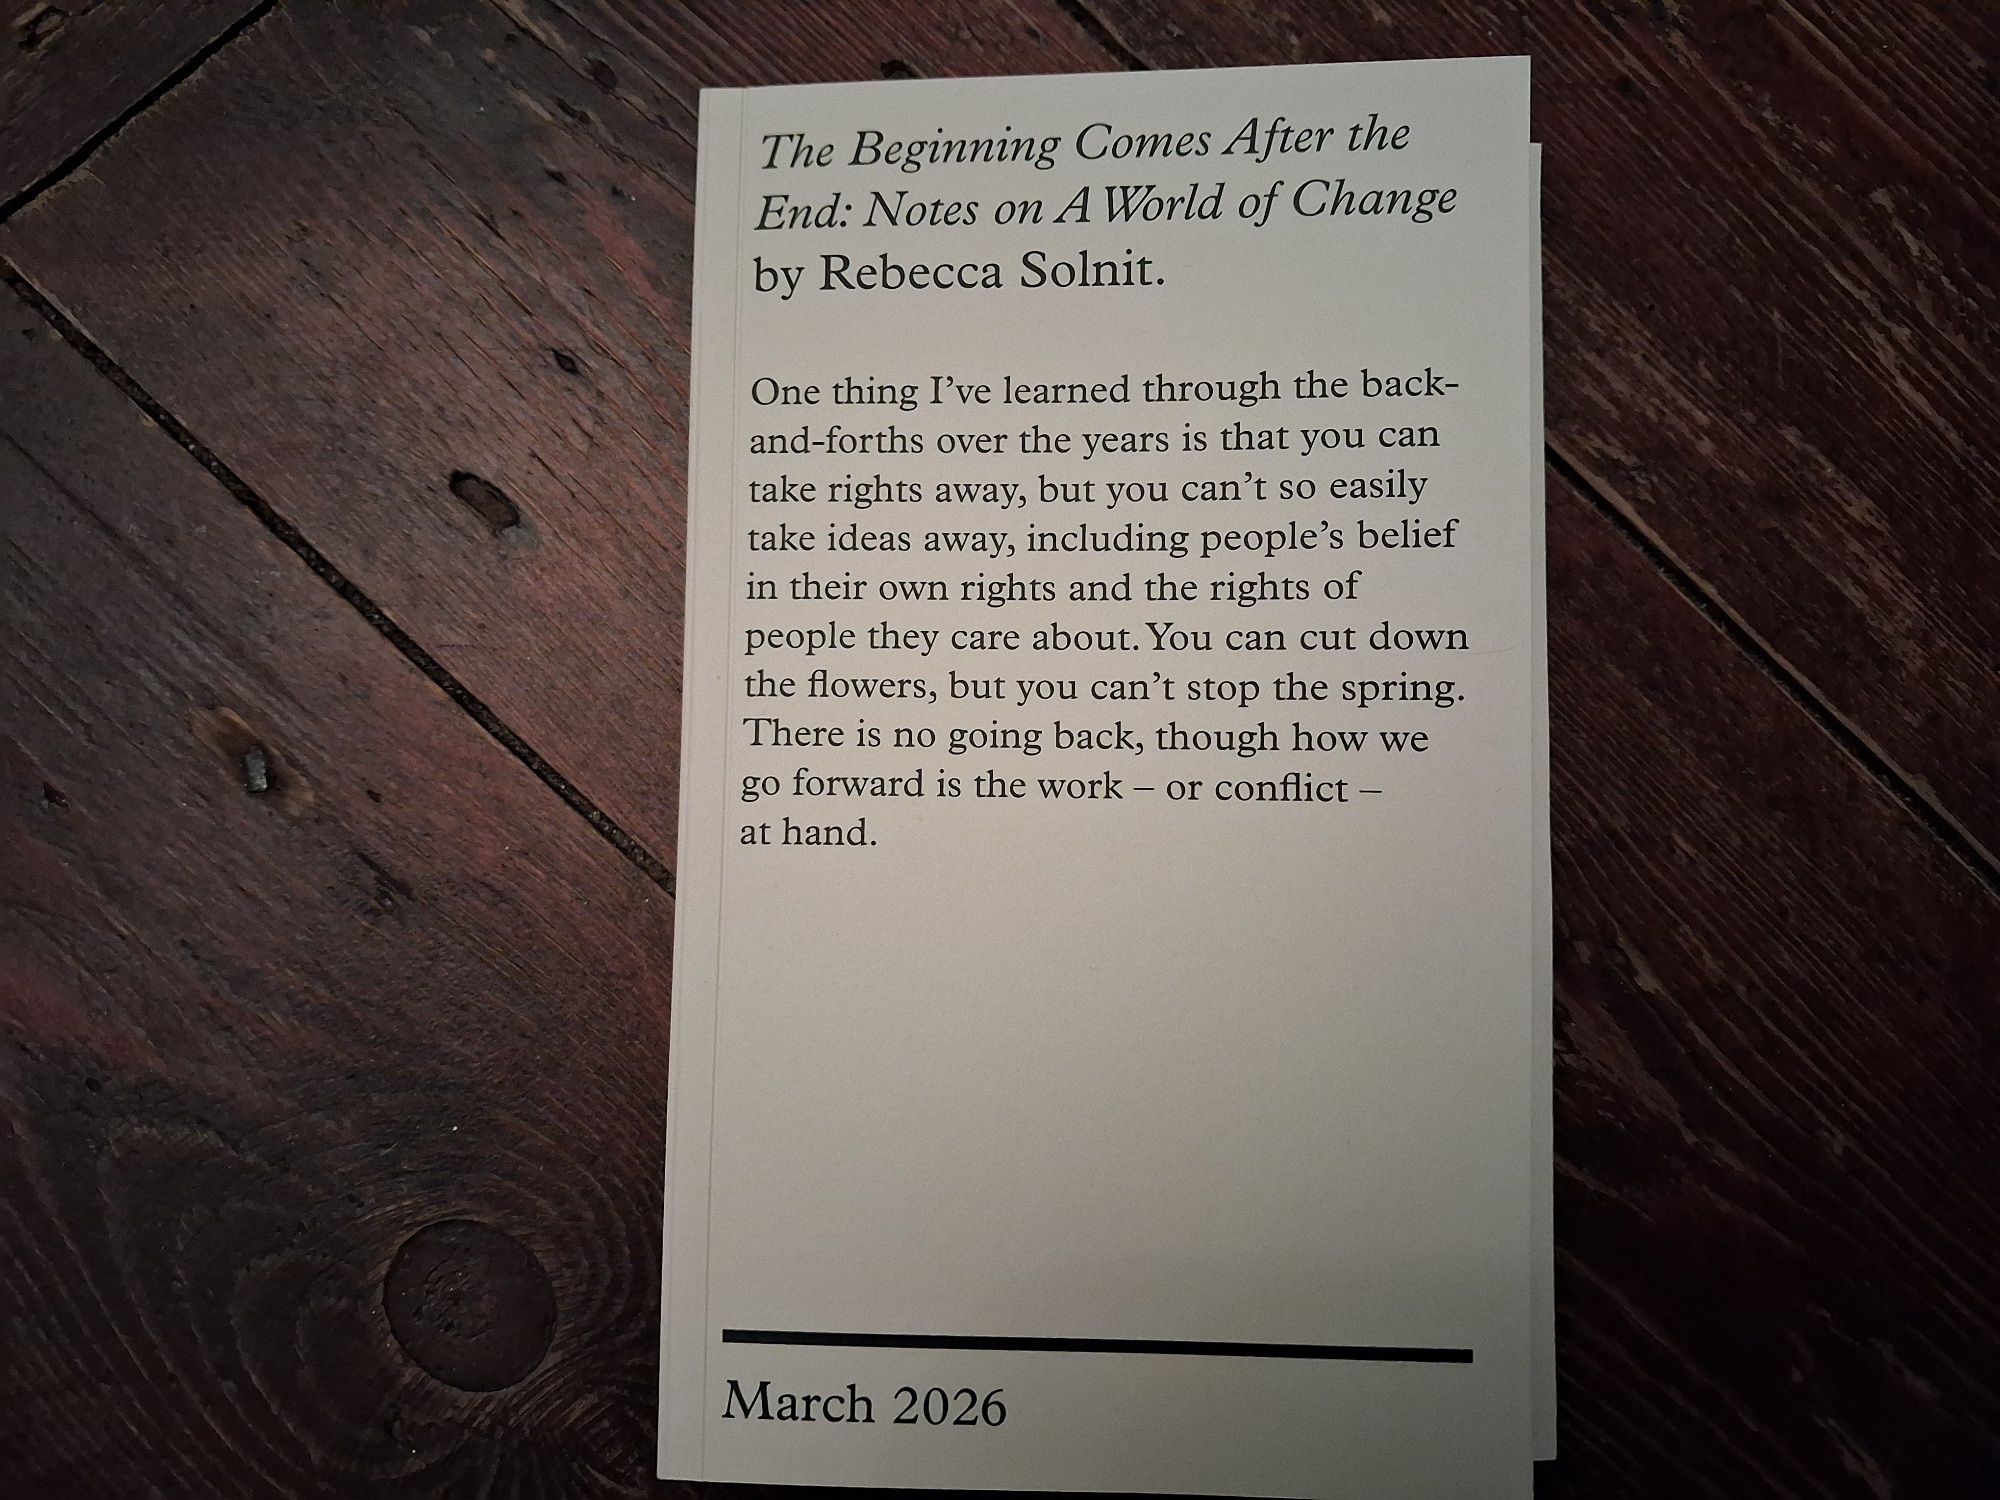 The Beginning Comes After the
End: Notes on A World of Change
by Rebecca Solnit.
One thing I’ve learned through the back-
and-forths over the years is that you can
take rights away, but you can’t so easily
take ideas away, including people’s belief
in their own rights and the rights of
people they care about. You can cut down
the flowers, but you can’t stop the spring.
There is no going back, though how we
go forward is the work – or conflict –
at hand.
March 2026